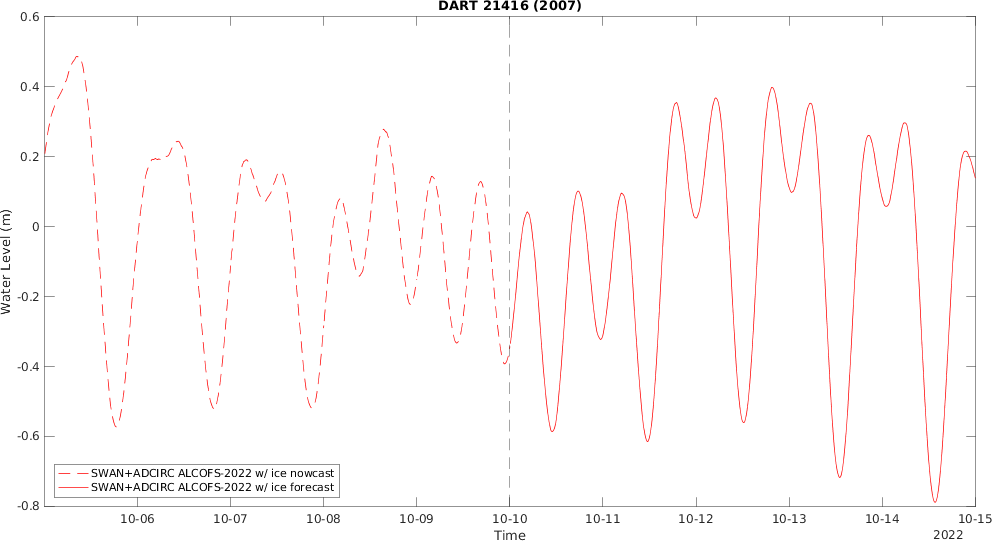 DART 21416 (2007)
0.6
0.4
0.2
0
-0.2
-0.4
-0.6
-0.8
Water Level (m)
SWAN+ADCIRC ALCOFS-2022 w/ ice nowcast
SWAN+ADCIRC ALCOFS-2022 w/ ice forecast
10-06 10-07 10-08 10-09 10-10 10-11 10-12 10-13 10-14 10-15
Time
2022